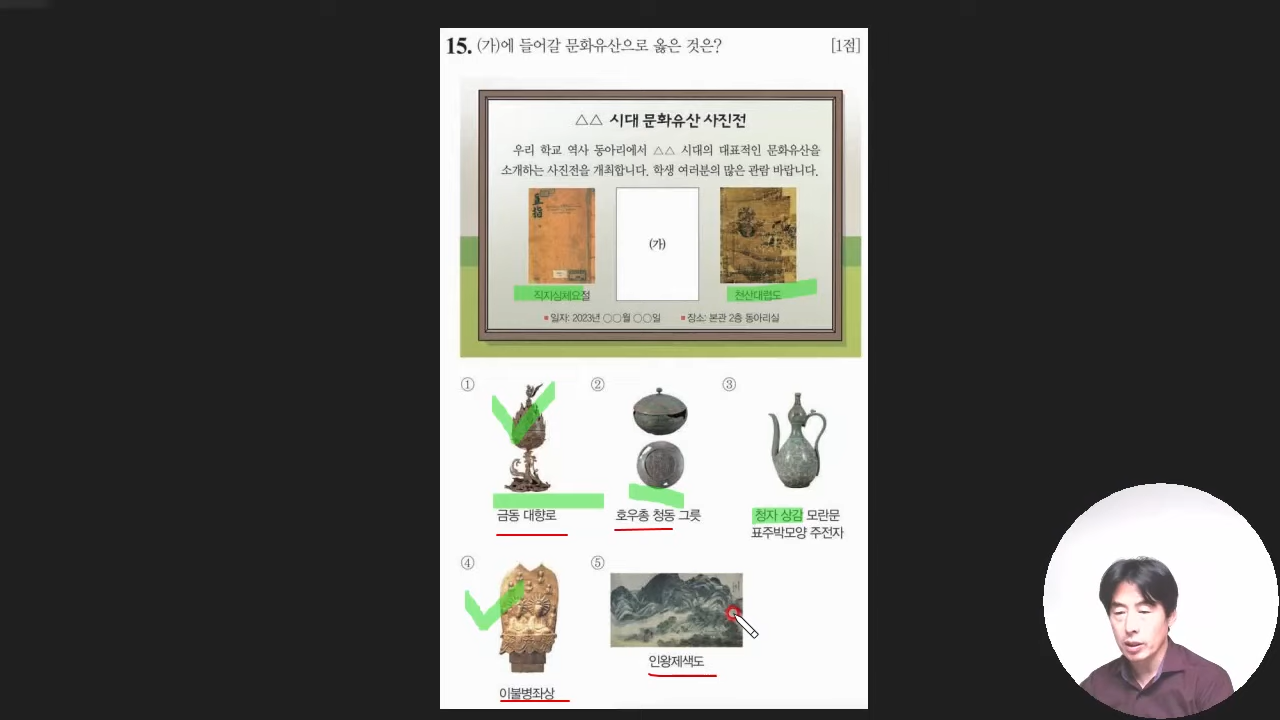 15. (가)에 들어갈 문화유산으로 옳은 것은? [1점]
△△ 시대 문화유산 사진전
우리 학교 역사 동아리에서 △△ 시대의 대표적인 문화유산을
소개하는 사진전을 개최합니다. 학생 여러분의 많은 관람 바랍니다.
(가)
직지심체요절
천산대렵도
▪ 일자: 2023년 ○○월 ○○일 ▪ 장소: 본관 2층 동아리실
① ② ③
금동 대향로
호우총 청동 그릇
청자 상감 모란문
표주박모양 주전자
④ ⑤
이불병좌상
인왕제색도